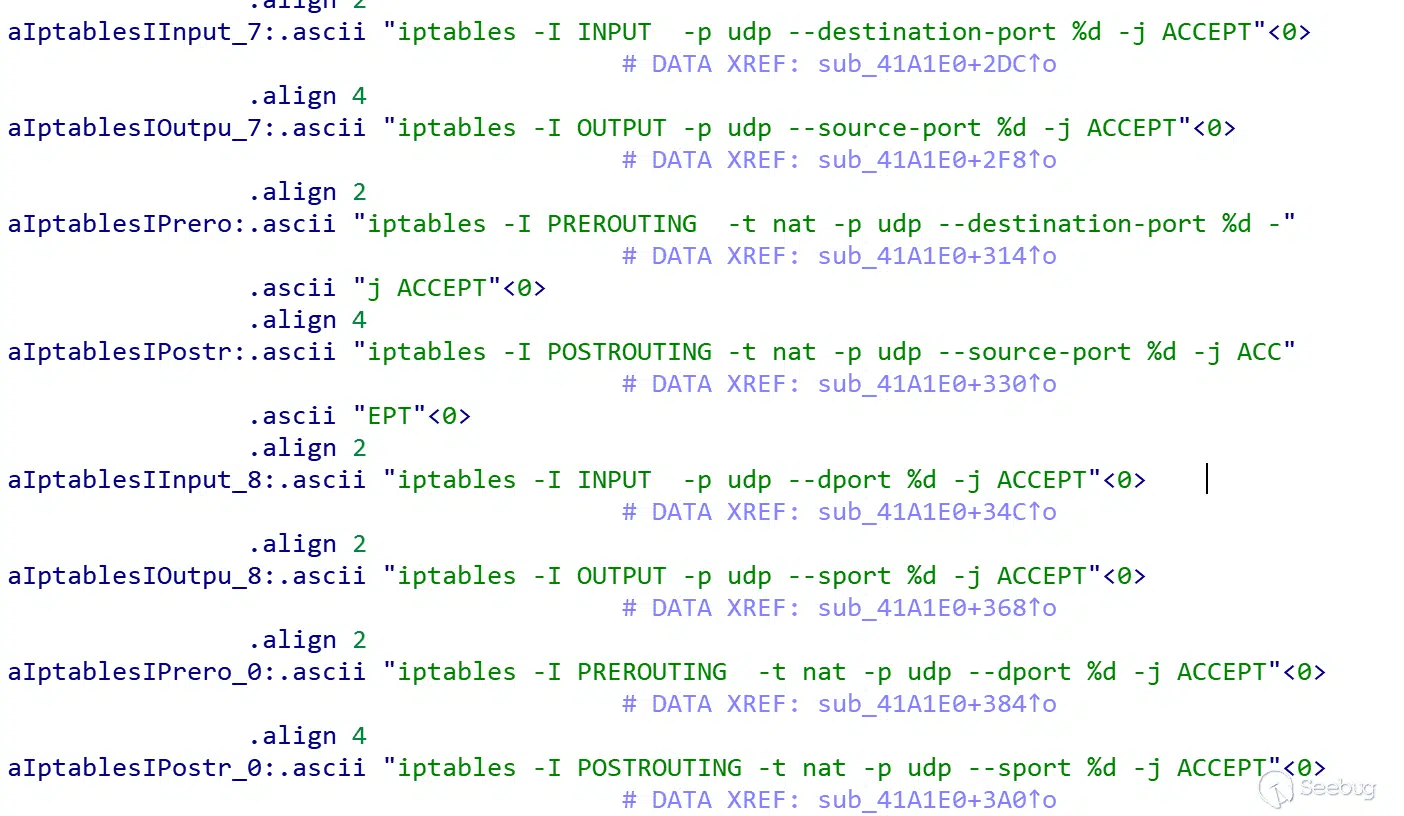 .align 2
aIptablesIInput_7:.ascii "iptables -I INPUT  -p udp --destination-port %d -j ACCEPT"<0>
# DATA XREF: sub_41A1E0+2DC↑o
.align 4
aIptablesIOutpu_7:.ascii "iptables -I OUTPUT -p udp --source-port %d -j ACCEPT"<0>
# DATA XREF: sub_41A1E0+2F8↑o
.align 2
aIptablesIPrero:.ascii "iptables -I PREROUTING  -t nat -p udp --destination-port %d -"
# DATA XREF: sub_41A1E0+314↑o
.ascii "j ACCEPT"<0>
.align 4
aIptablesIPostr:.ascii "iptables -I POSTROUTING -t nat -p udp --source-port %d -j ACC"
# DATA XREF: sub_41A1E0+330↑o
.ascii "EPT"<0>
.align 2
aIptablesIInput_8:.ascii "iptables -I INPUT  -p udp --dport %d -j ACCEPT"<0>
# DATA XREF: sub_41A1E0+34C↑o
.align 2
aIptablesIOutpu_8:.ascii "iptables -I OUTPUT -p udp --sport %d -j ACCEPT"<0>
# DATA XREF: sub_41A1E0+368↑o
.align 2
aIptablesIPrero_0:.ascii "iptables -I PREROUTING  -t nat -p udp --dport %d -j ACCEPT"<0>
# DATA XREF: sub_41A1E0+384↑o
.align 4
aIptablesIPostr_0:.ascii "iptables -I POSTROUTING -t nat -p udp --sport %d -j ACCEPT"<0>
# DATA XREF: sub_41A1E0+3A0↑o
Seebug